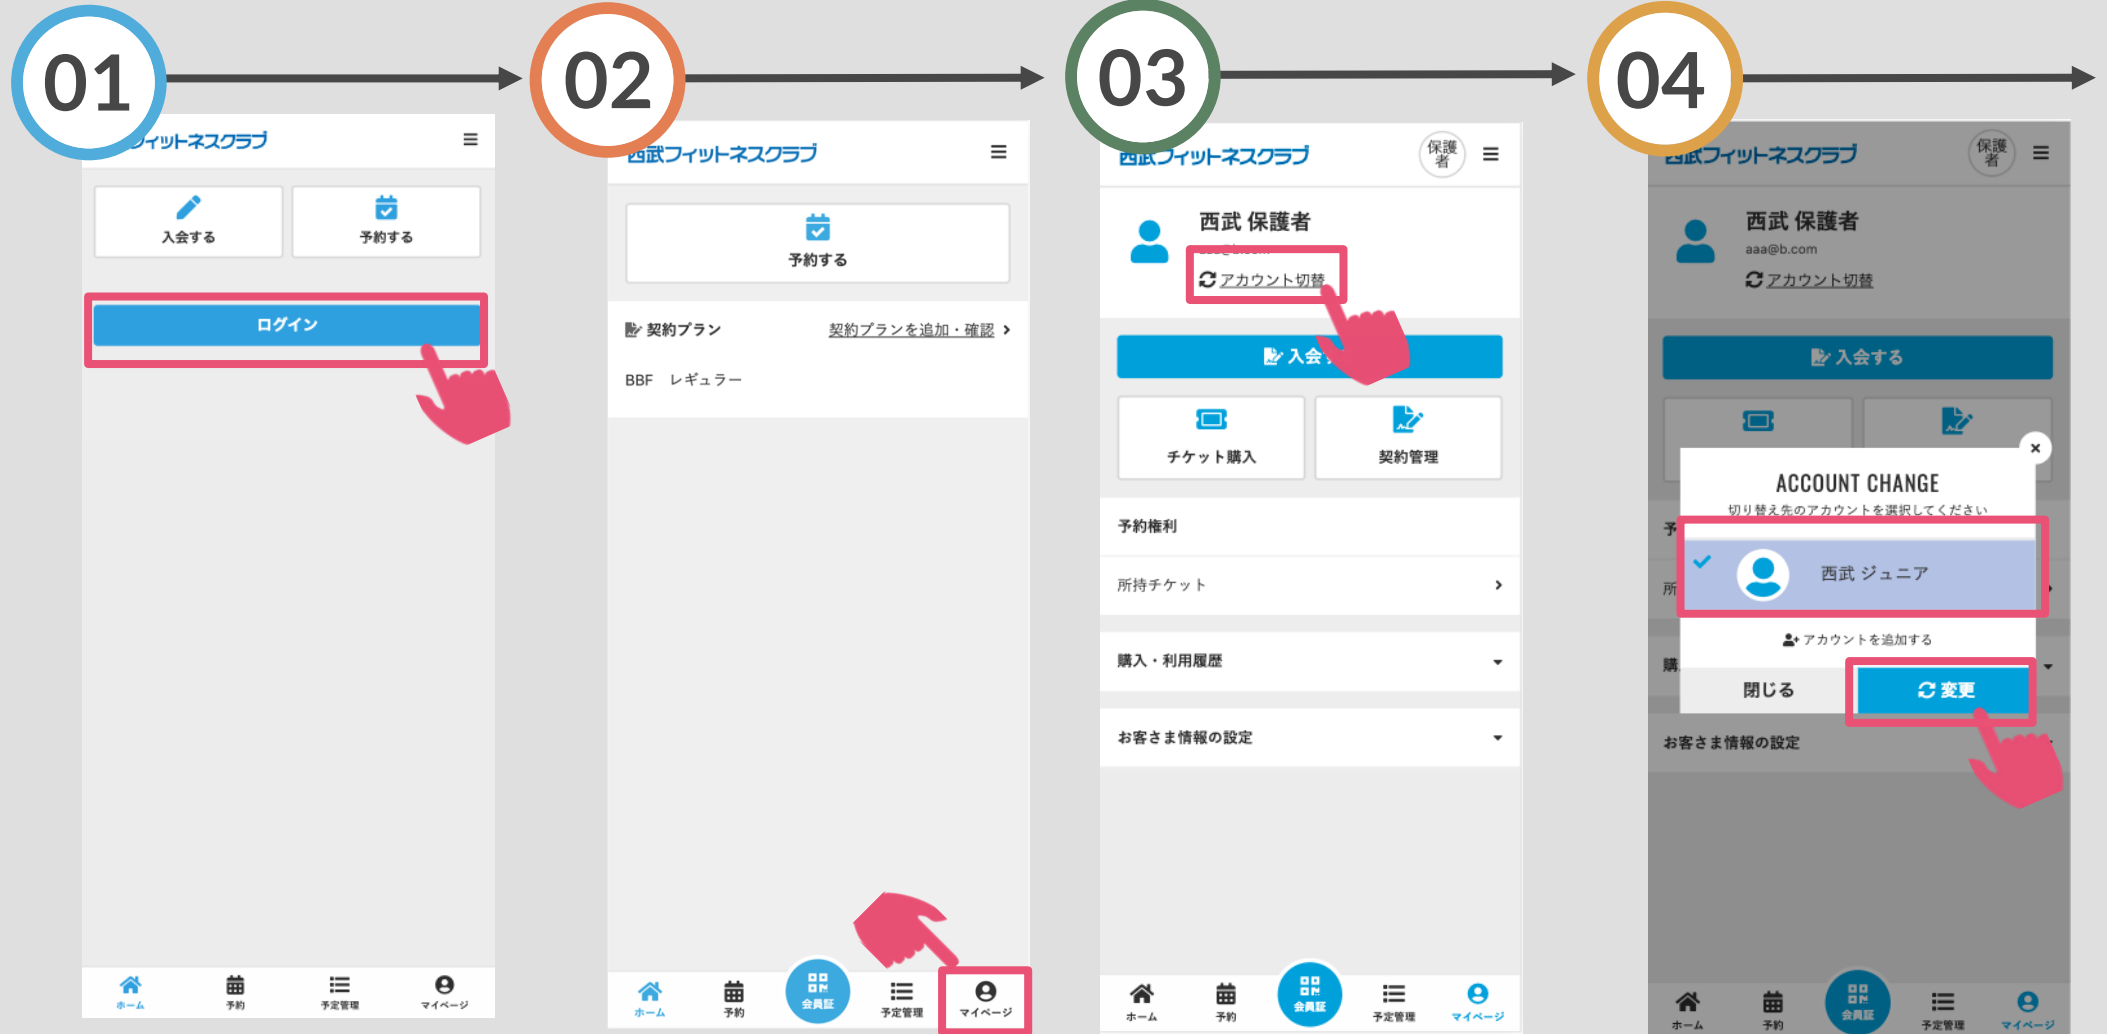 01
フィットネスクラブ
入会する
予約する
ログイン
ホーム
予約
予定管理
マイページ
02
西武フィットネスクラブ
予約する
契約プラン
契約プランを追加・確認
BBF レギュラー
ホーム
予約
会員証
予定管理
マイページ
03
西武フィットネスクラブ
保護
者
西武 保護者
アカウント切替
入会
チケット購入
契約管理
予約権利
所持チケット
購入・利用履歴
お客さま情報の設定
ホーム
予約
会員証
予定管理
マイページ
04
西武フィットネスクラブ
保護
者
西武 保護者
aaa@b.com
アカウント切替
入会する
ACCOUNT CHANGE
切り替え先のアカウントを選択してください
予
西武 ジュニア
所
アカウントを追加する
購
閉じる
変更
お客さま情報の設定
ホーム
予約
会員証
予定管理
マイページ